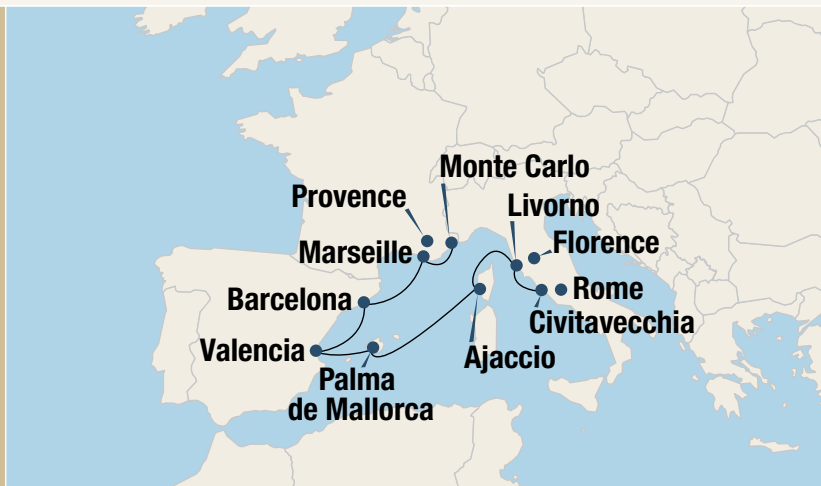 Monte Carlo
Provence
Livorno
Florence
Marseille
Rome
Barcelona
Civitavecchia
Valencia
Ajaccio
Palma
de Mallorca